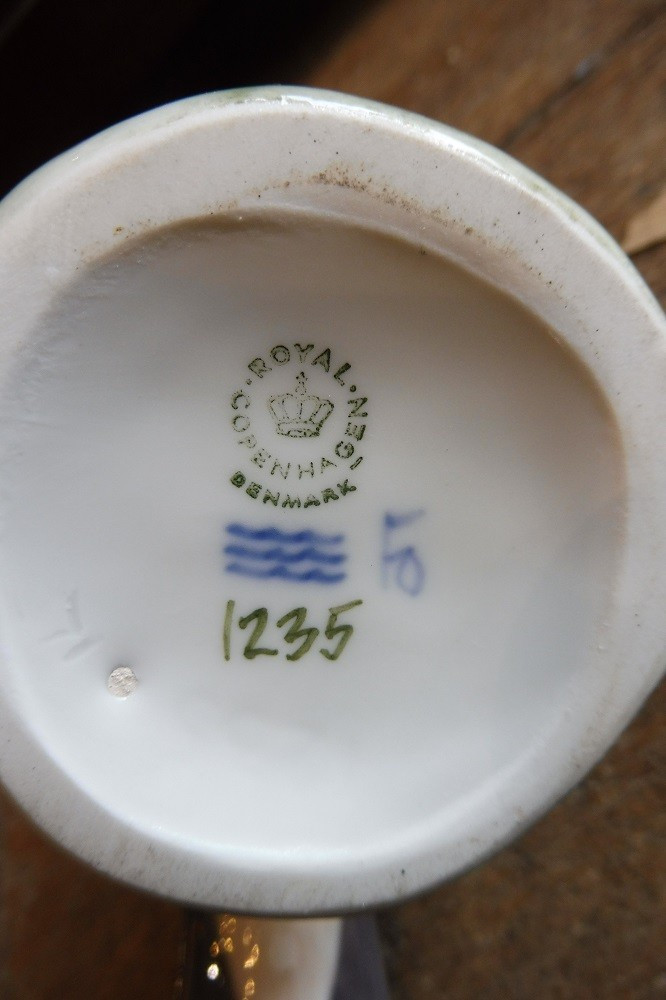 ROYAL
COPENHAGEN
DENMARK
1235